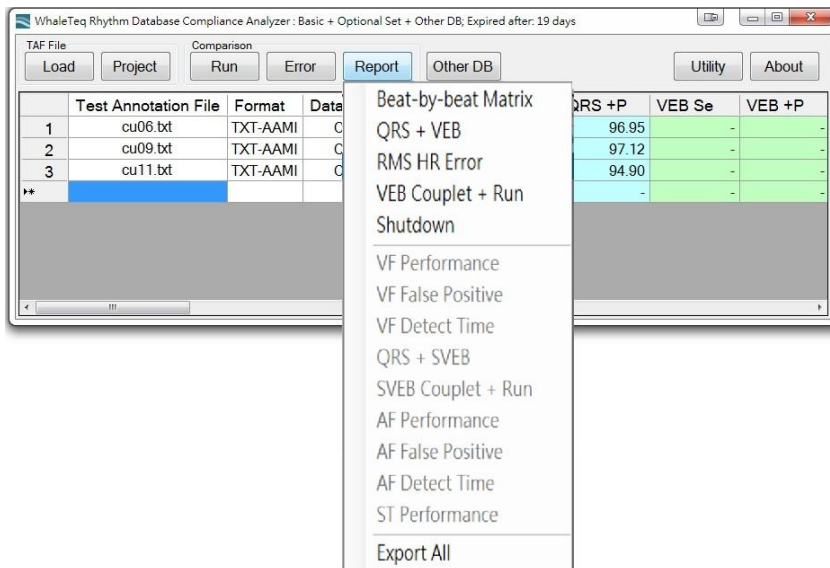 WhaleTeq Rhythm Database Compliance Analyzer : Basic + Optional Set + Other DB; Expired after: 19 days
TAF File Comparison
Load Project Run Error Report Other DB Utility About
Test Annotation File Format Data QRS +P VEB Se VEB +P
1 cu06.txt TXT-AAMI C 96.95 - -
2 cu09.txt TXT-AAMI C 97.12 - -
3 cu11.txt TXT-AAMI C 94.90 - -
- - -
Beat-by-beat Matrix
QRS + VEB
RMS HR Error
VEB Couplet + Run
Shutdown
VF Performance
VF False Positive
VF Detect Time
QRS + SVEB
SVEB Couplet + Run
AF Performance
AF False Positive
AF Detect Time
ST Performance
Export All